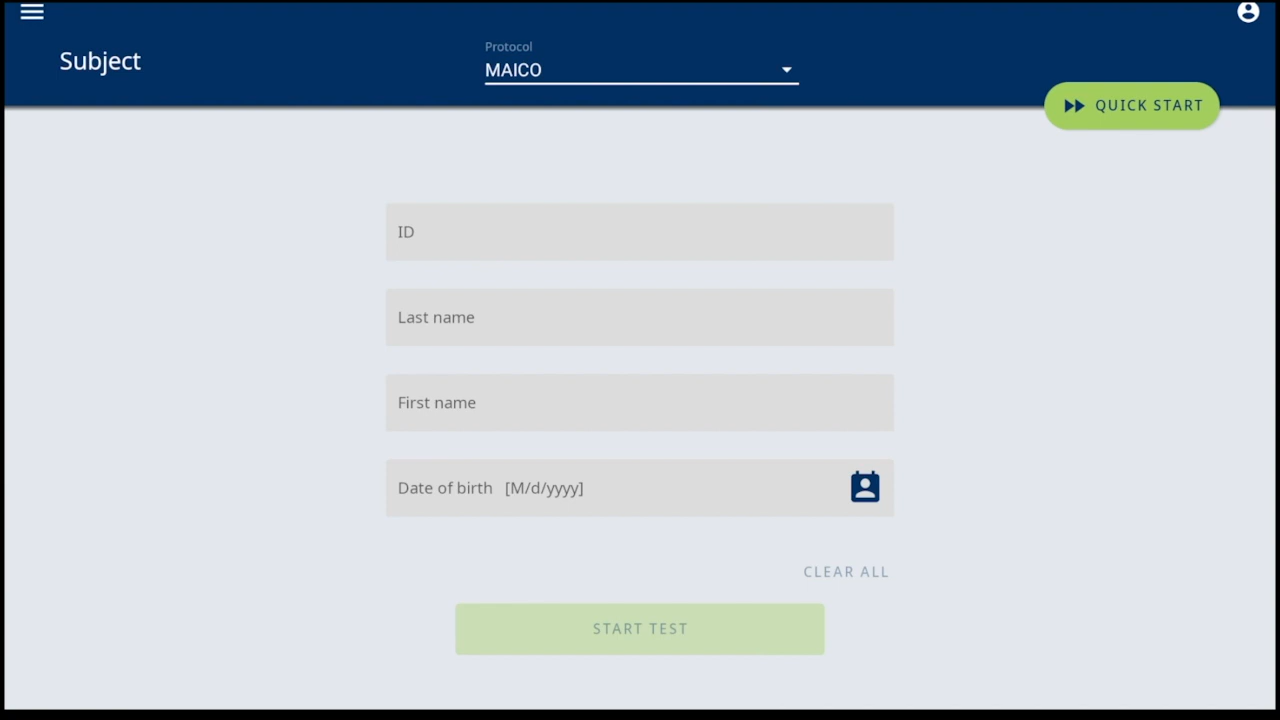 Subject
Protocol
MAICO
QUICK START
ID
Last name
First name
Date of birth [M/d/yyyy]
CLEAR ALL
START TEST